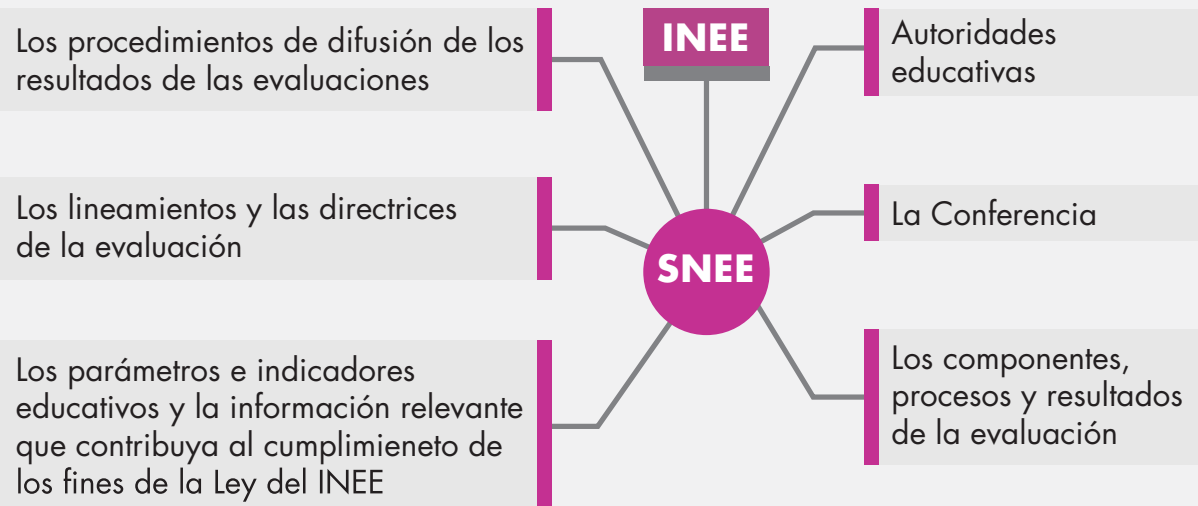 Los procedimientos de difusión de los
resultados de las evaluaciones
Los lineamientos y las directrices
de la evaluación
Los parámetros e indicadores
educativos y la información relevante
que contribuya al cumplimieneto de
los fines de la Ley del INEE
INEE
SNEE
Autoridades
educativas
La Conferencia
Los componentes,
procesos y resultados
de la evaluación